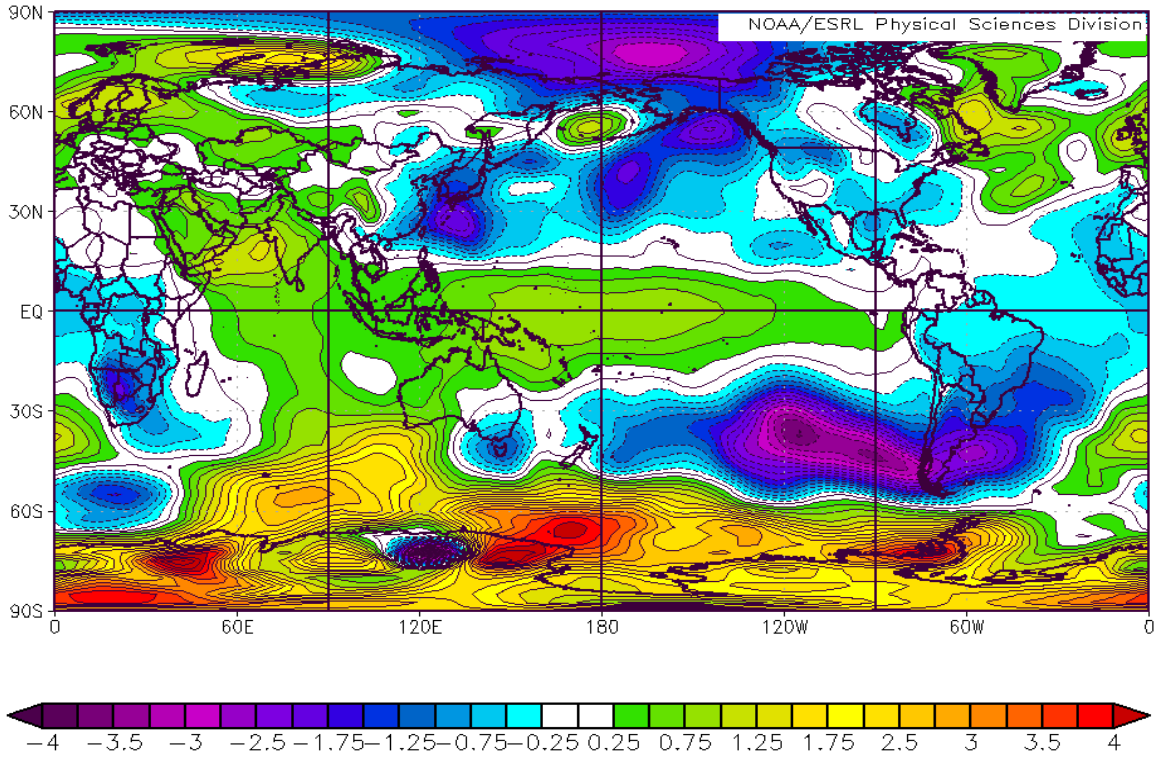 90N
NOAA/ESRL Physical Sciences Division
60N
30N
EQ
30S
60S
90S
0 60E 120E 180 120W 60W 0
−4 −3.5 −3 −2.5 −1.75 −1.25 −0.75 −0.25 0.25 0.75 1.25 1.75 2.5 3 3.5 4